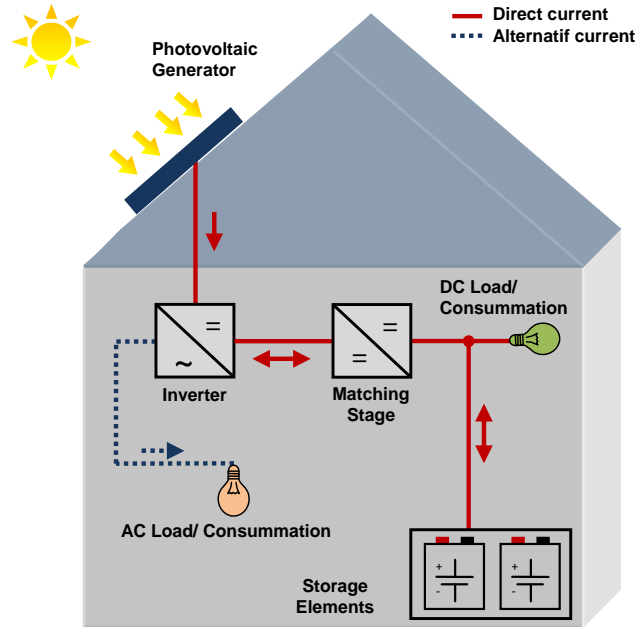 Direct current
Alternatif current
Photovoltaic
Generator
DC Load/
Consummation
=
~
=
=
Inverter
Matching
Stage
AC Load/ Consummation
+
-
+
-
Storage
Elements